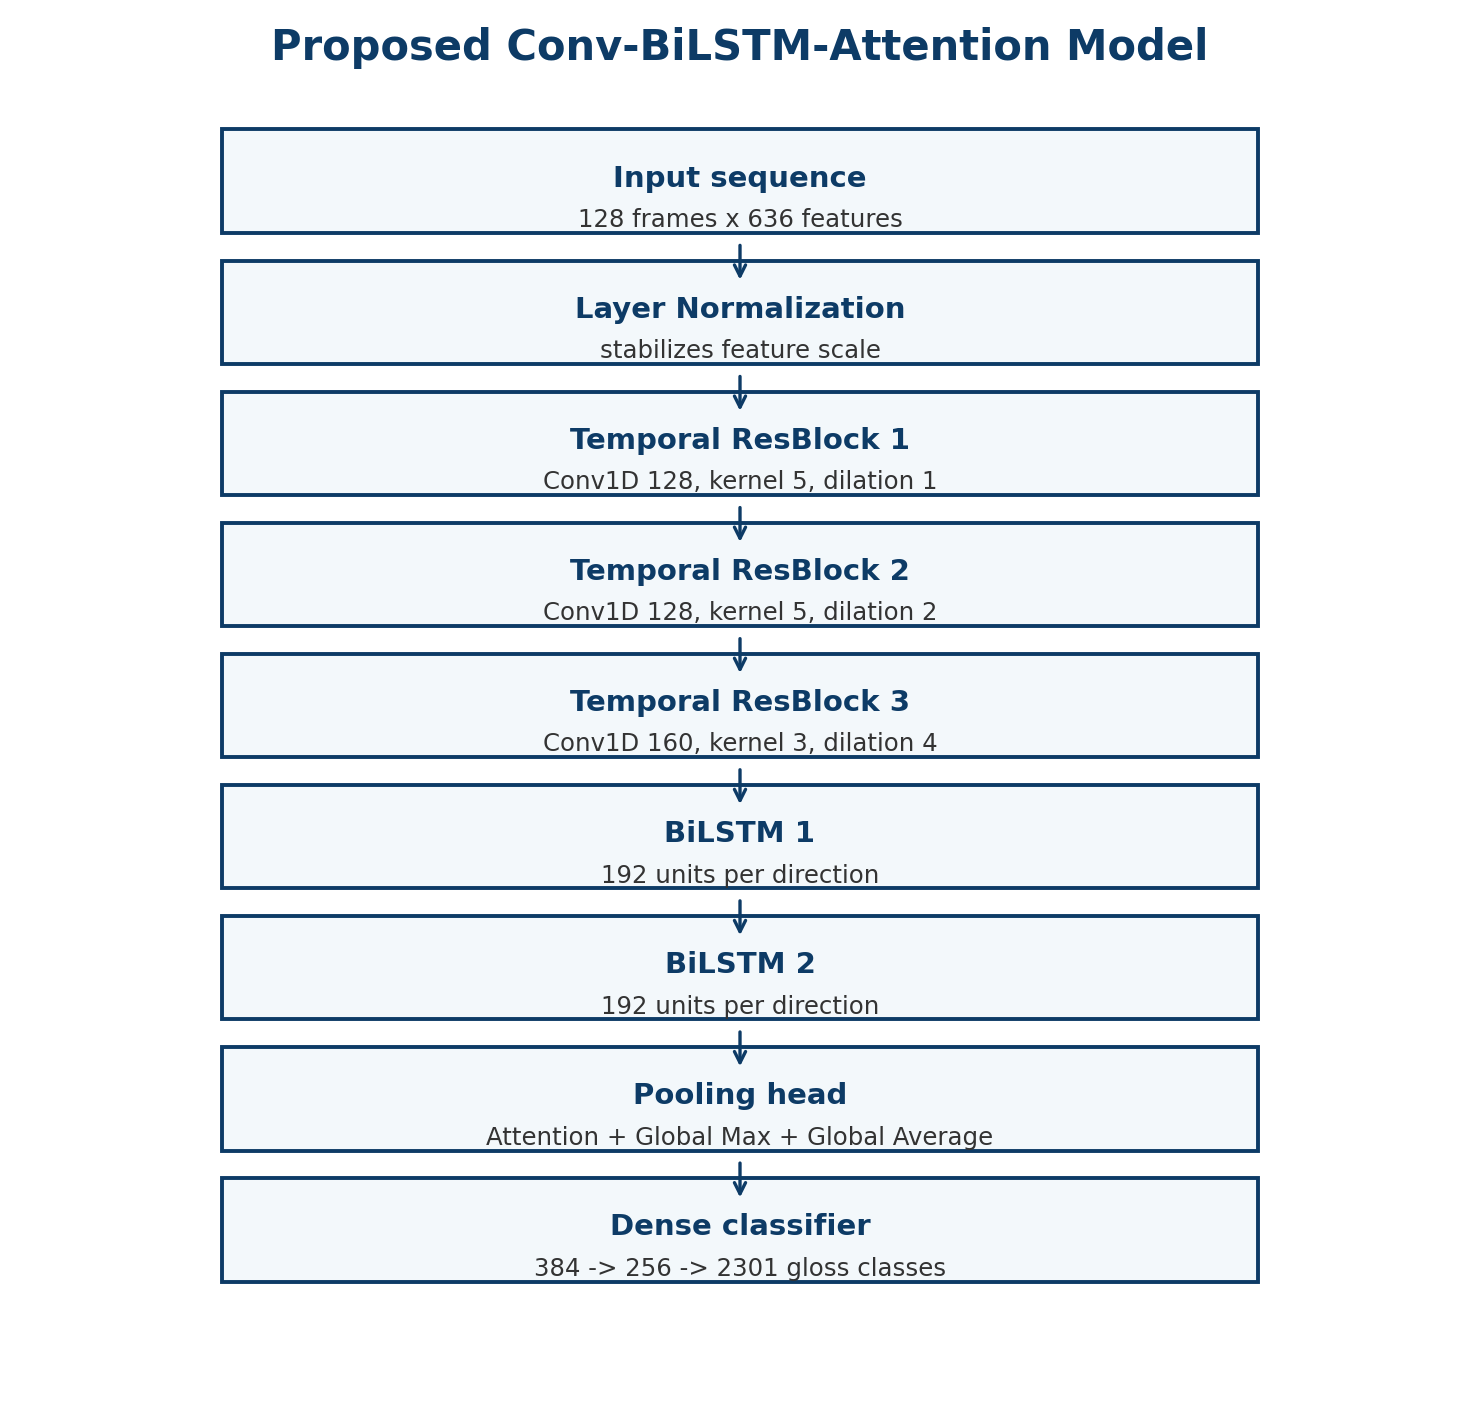 Proposed Conv-BiLSTM-Attention Model
Input sequence
128 frames x 636 features
Layer Normalization
stabilizes feature scale
Temporal ResBlock 1
Conv1D 128, kernel 5, dilation 1
Temporal ResBlock 2
Conv1D 128, kernel 5, dilation 2
Temporal ResBlock 3
Conv1D 160, kernel 3, dilation 4
BiLSTM 1
192 units per direction
BiLSTM 2
192 units per direction
Pooling head
Attention + Global Max + Global Average
Dense classifier
384 -> 256 -> 2301 gloss classes